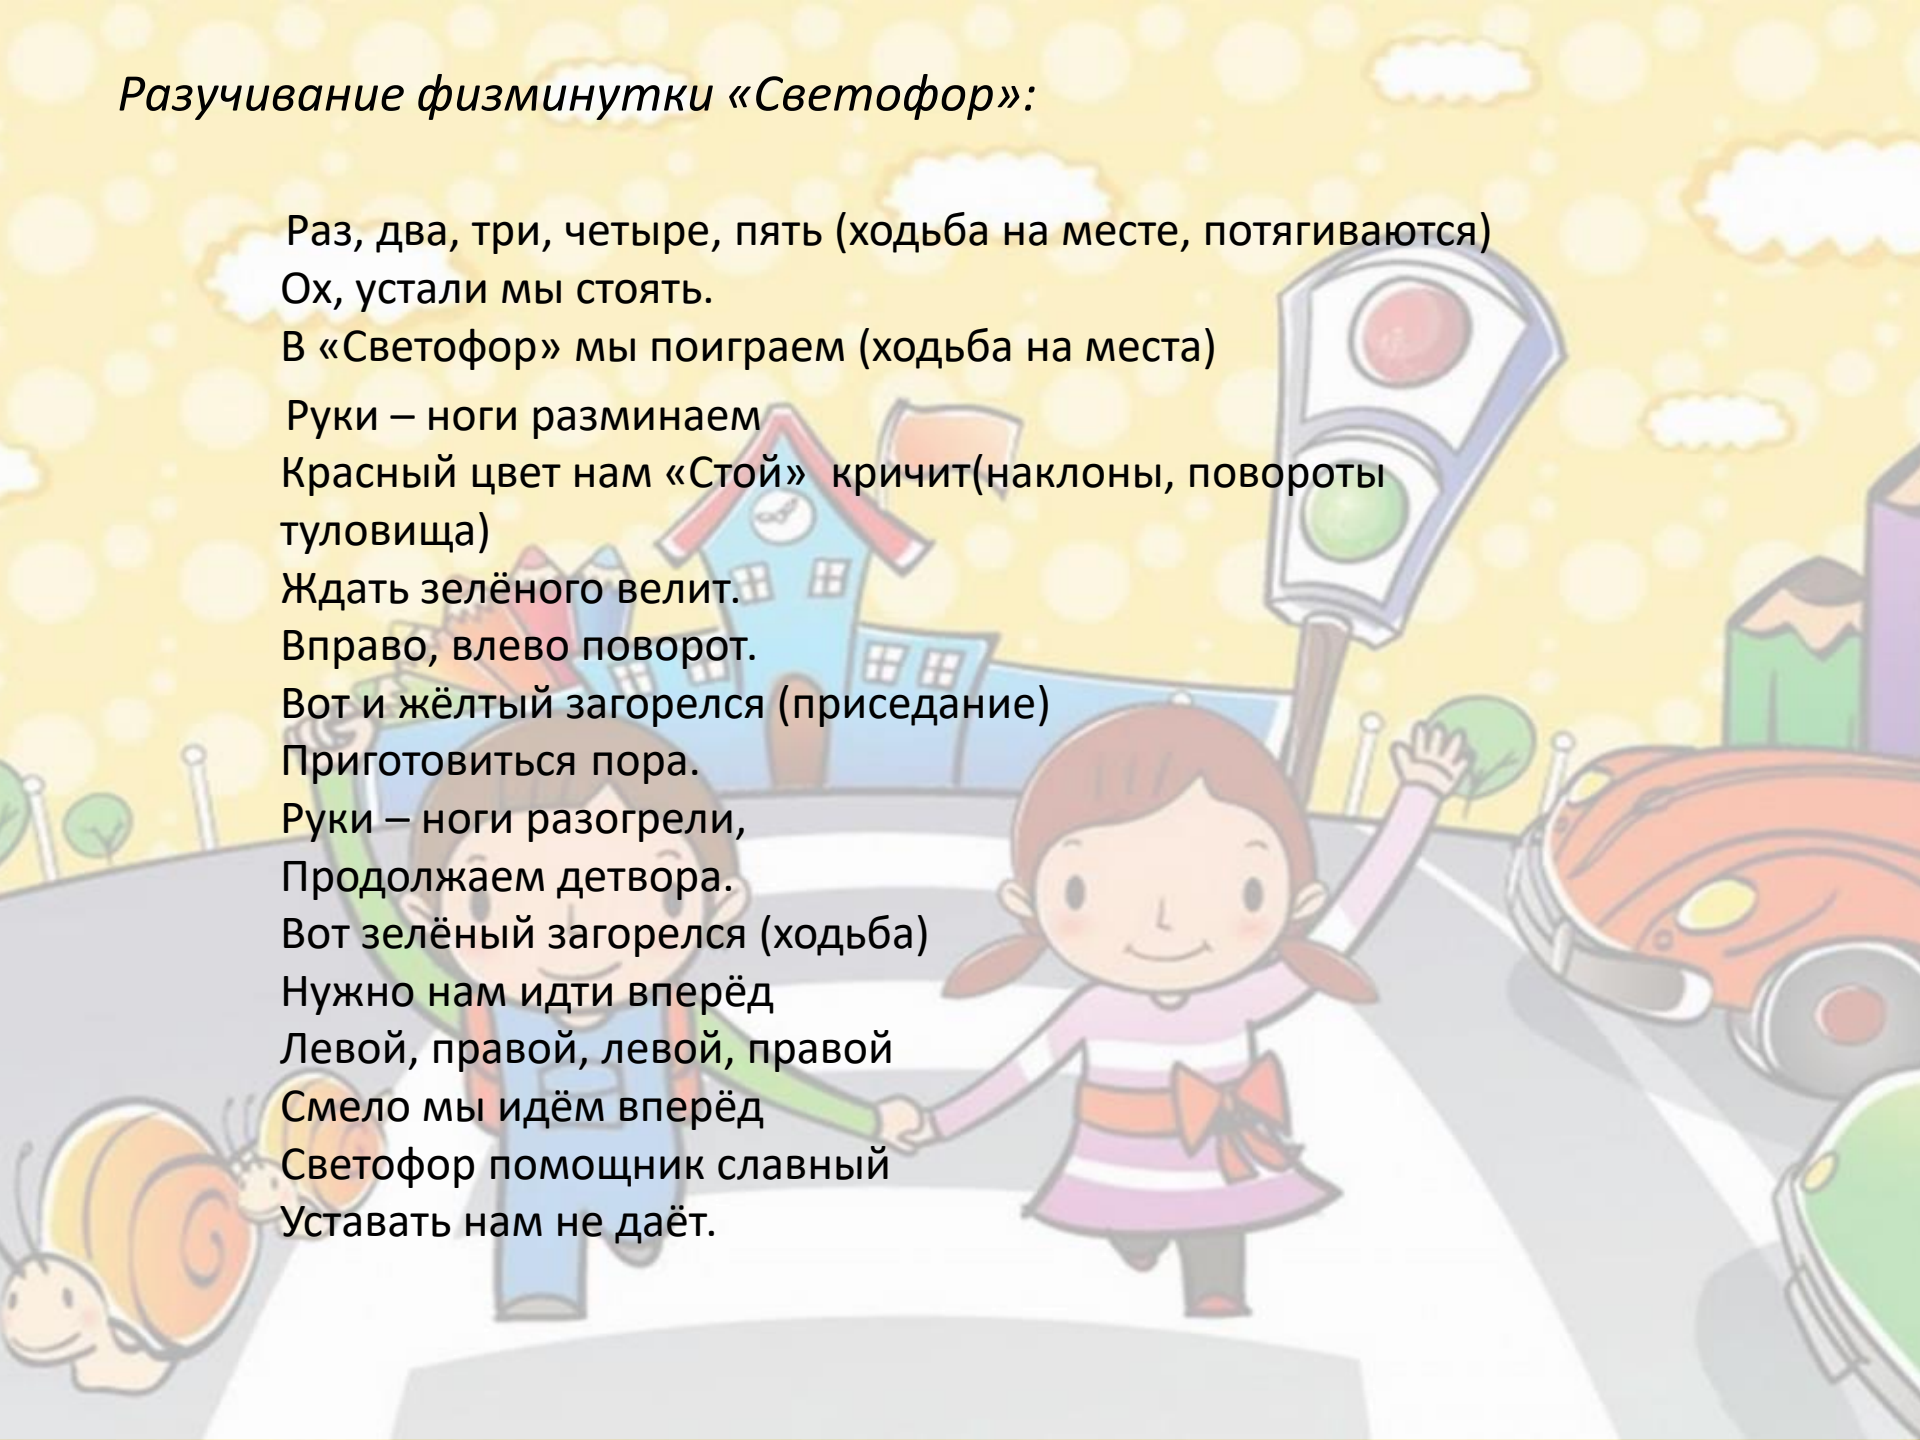 Разучивание физминутки «Светофор»:
Раз, два, три, четыре, пять (ходьба на месте, потягиваются)
Ох, устали мы стоять.
В «Светофор» мы поиграем (ходьба на места)
Руки – ноги разминаем
Красный цвет нам «Стой»  кричит(наклоны, повороты
туловища)
Ждать зелёного велит.
Вправо, влево поворот.
Вот и жёлтый загорелся (приседание)
Приготовиться пора.
Руки – ноги разогрели,
Продолжаем детвора.
Вот зелёный загорелся (ходьба)
Нужно нам идти вперёд
Левой, правой, левой, правой
Смело мы идём вперёд
Светофор помощник славный
Уставать нам не даёт.